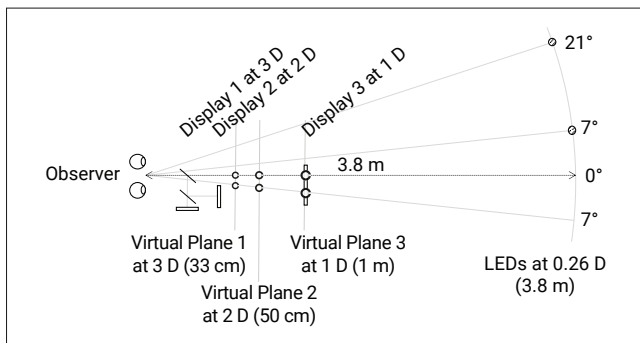 Display 1 at 3 D
Display 2 at 2 D
Display 3 at 1 D
21°
7°
3.8 m
Observer
0°
7°
Virtual Plane 1
at 3 D (33 cm)
Virtual Plane 3
at 1 D (1 m)
LEDs at 0.26 D
(3.8 m)
Virtual Plane 2
at 2 D (50 cm)